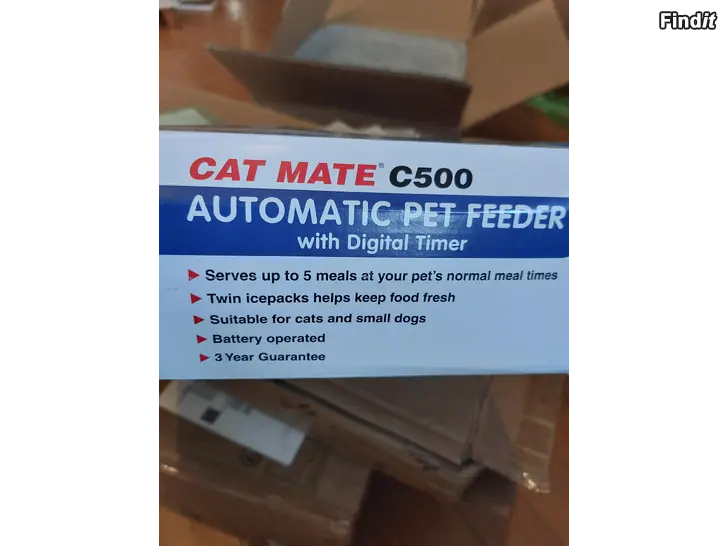 Findit
CAT MATE® C500
AUTOMATIC PET FEEDER
with Digital Timer
Serves up to 5 meals at your pet's normal meal times
Twin icepacks helps keep food fresh
Suitable for cats and small dogs
Battery operated
3 Year Guarantee